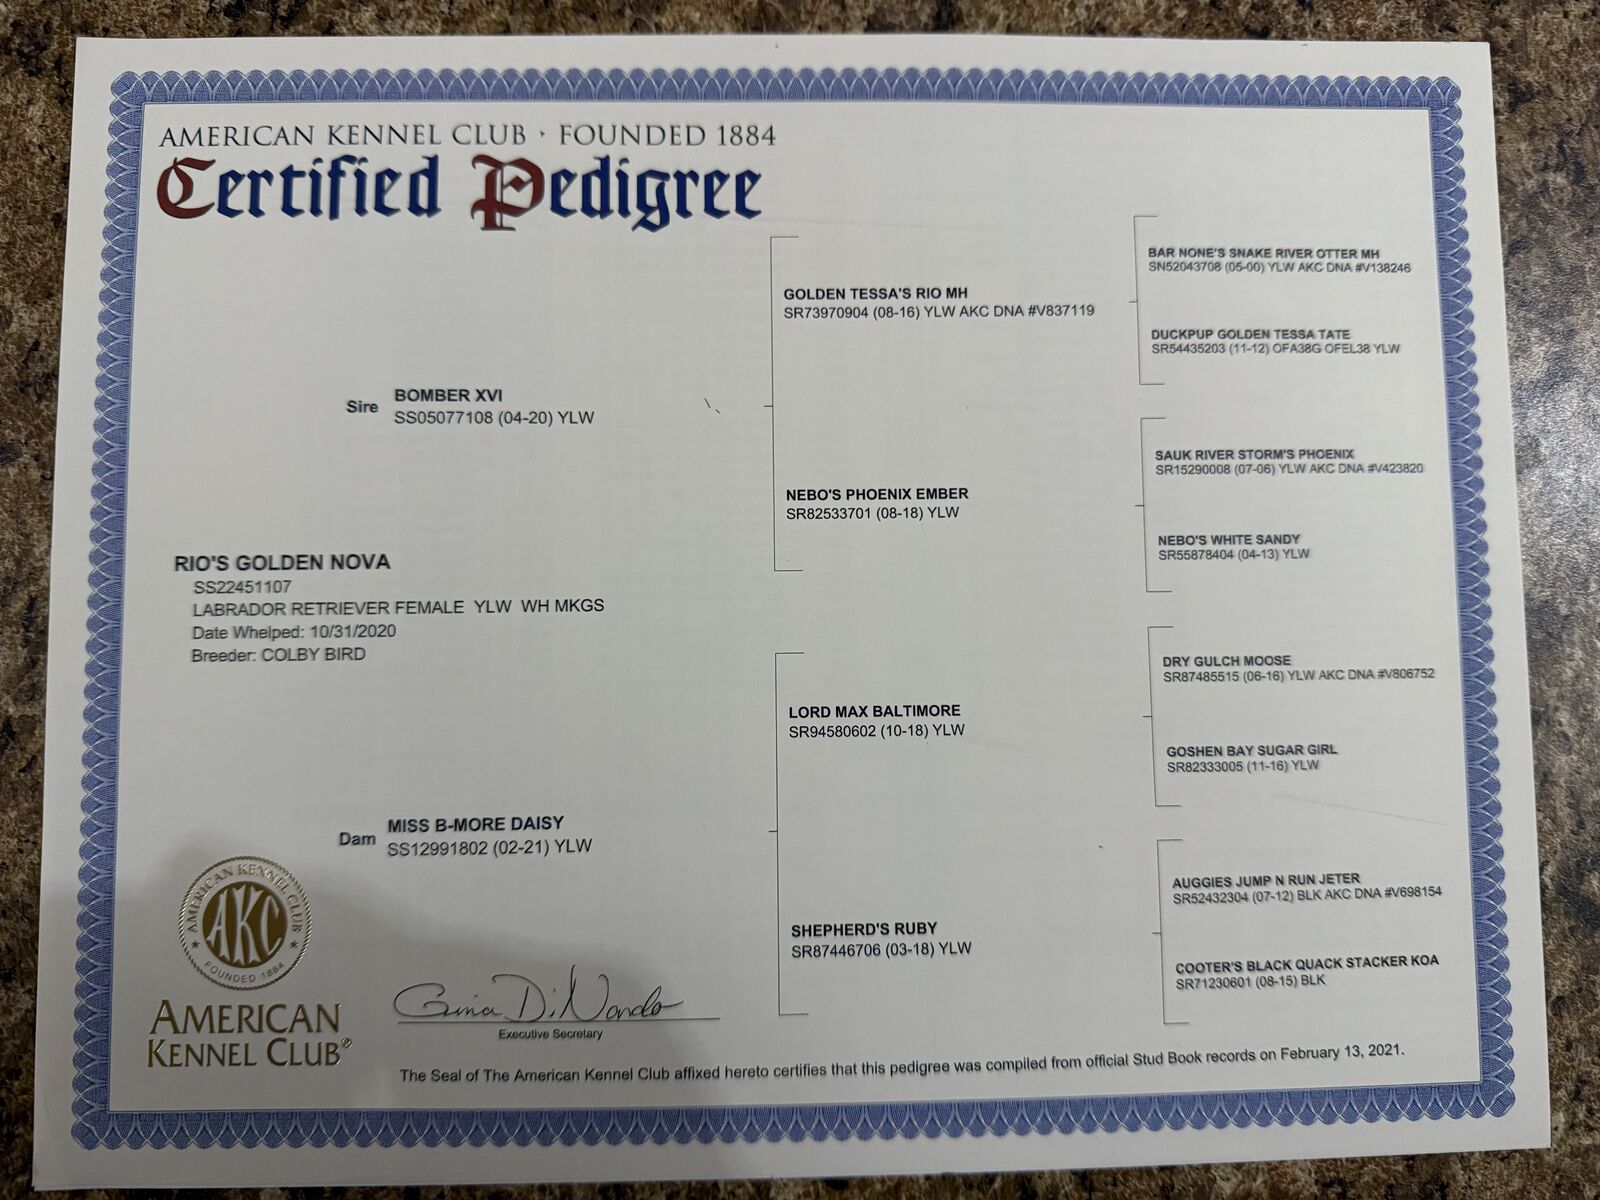 AMERICAN KENNEL CLUB · FOUNDED 1884
Certified Pedigree
BAR NONE'S SNAKE RIVER OTTER MH
SN52043708 (05-00) YLW AKC DNA #V138246
GOLDEN TESSA'S RIO MH
SR73970904 (08-16) YLW AKC DNA #V837119
DUCKPUP GOLDEN TESSA TATE
SR54435203 (11-12) OFA38G OFEL38 YLW
Sire
BOMBER XVI
SS05077108 (04-20) YLW
SAUK RIVER STORM'S PHOENIX
SR15290008 (07-06) YLW AKC DNA #V423820
NEBO'S PHOENIX EMBER
SR82533701 (08-18) YLW
NEBO'S WHITE SANDY
SR55878404 (04-13) YLW
RIO'S GOLDEN NOVA
SS22451107
LABRADOR RETRIEVER FEMALE YLW WH MKGS
Date Whelped: 10/31/2020
Breeder: COLBY BIRD
DRY GULCH MOOSE
SR87485515 (06-16) YLW AKC DNA #V806752
LORD MAX BALTIMORE
SR94580602 (10-18) YLW
GOSHEN BAY SUGAR GIRL
SR82333005 (11-16) YLW
Dam
MISS B-MORE DAISY
SS12991802 (02-21) YLW
AUGGIES JUMP N RUN JETER
SR52432304 (07-12) BLK AKC DNA #V698154
SHEPHERD'S RUBY
SR87446706 (03-18) YLW
COOTER'S BLACK QUACK STACKER KOA
SR71230601 (08-15) BLK
AMERICAN KENNEL CLUB
AKC
FOUNDED 1884
AMERICAN
KENNEL CLUB®
Gina DiNardo
Executive Secretary
The Seal of The American Kennel Club affixed hereto certifies that this pedigree was compiled from official Stud Book records on February 13, 2021.